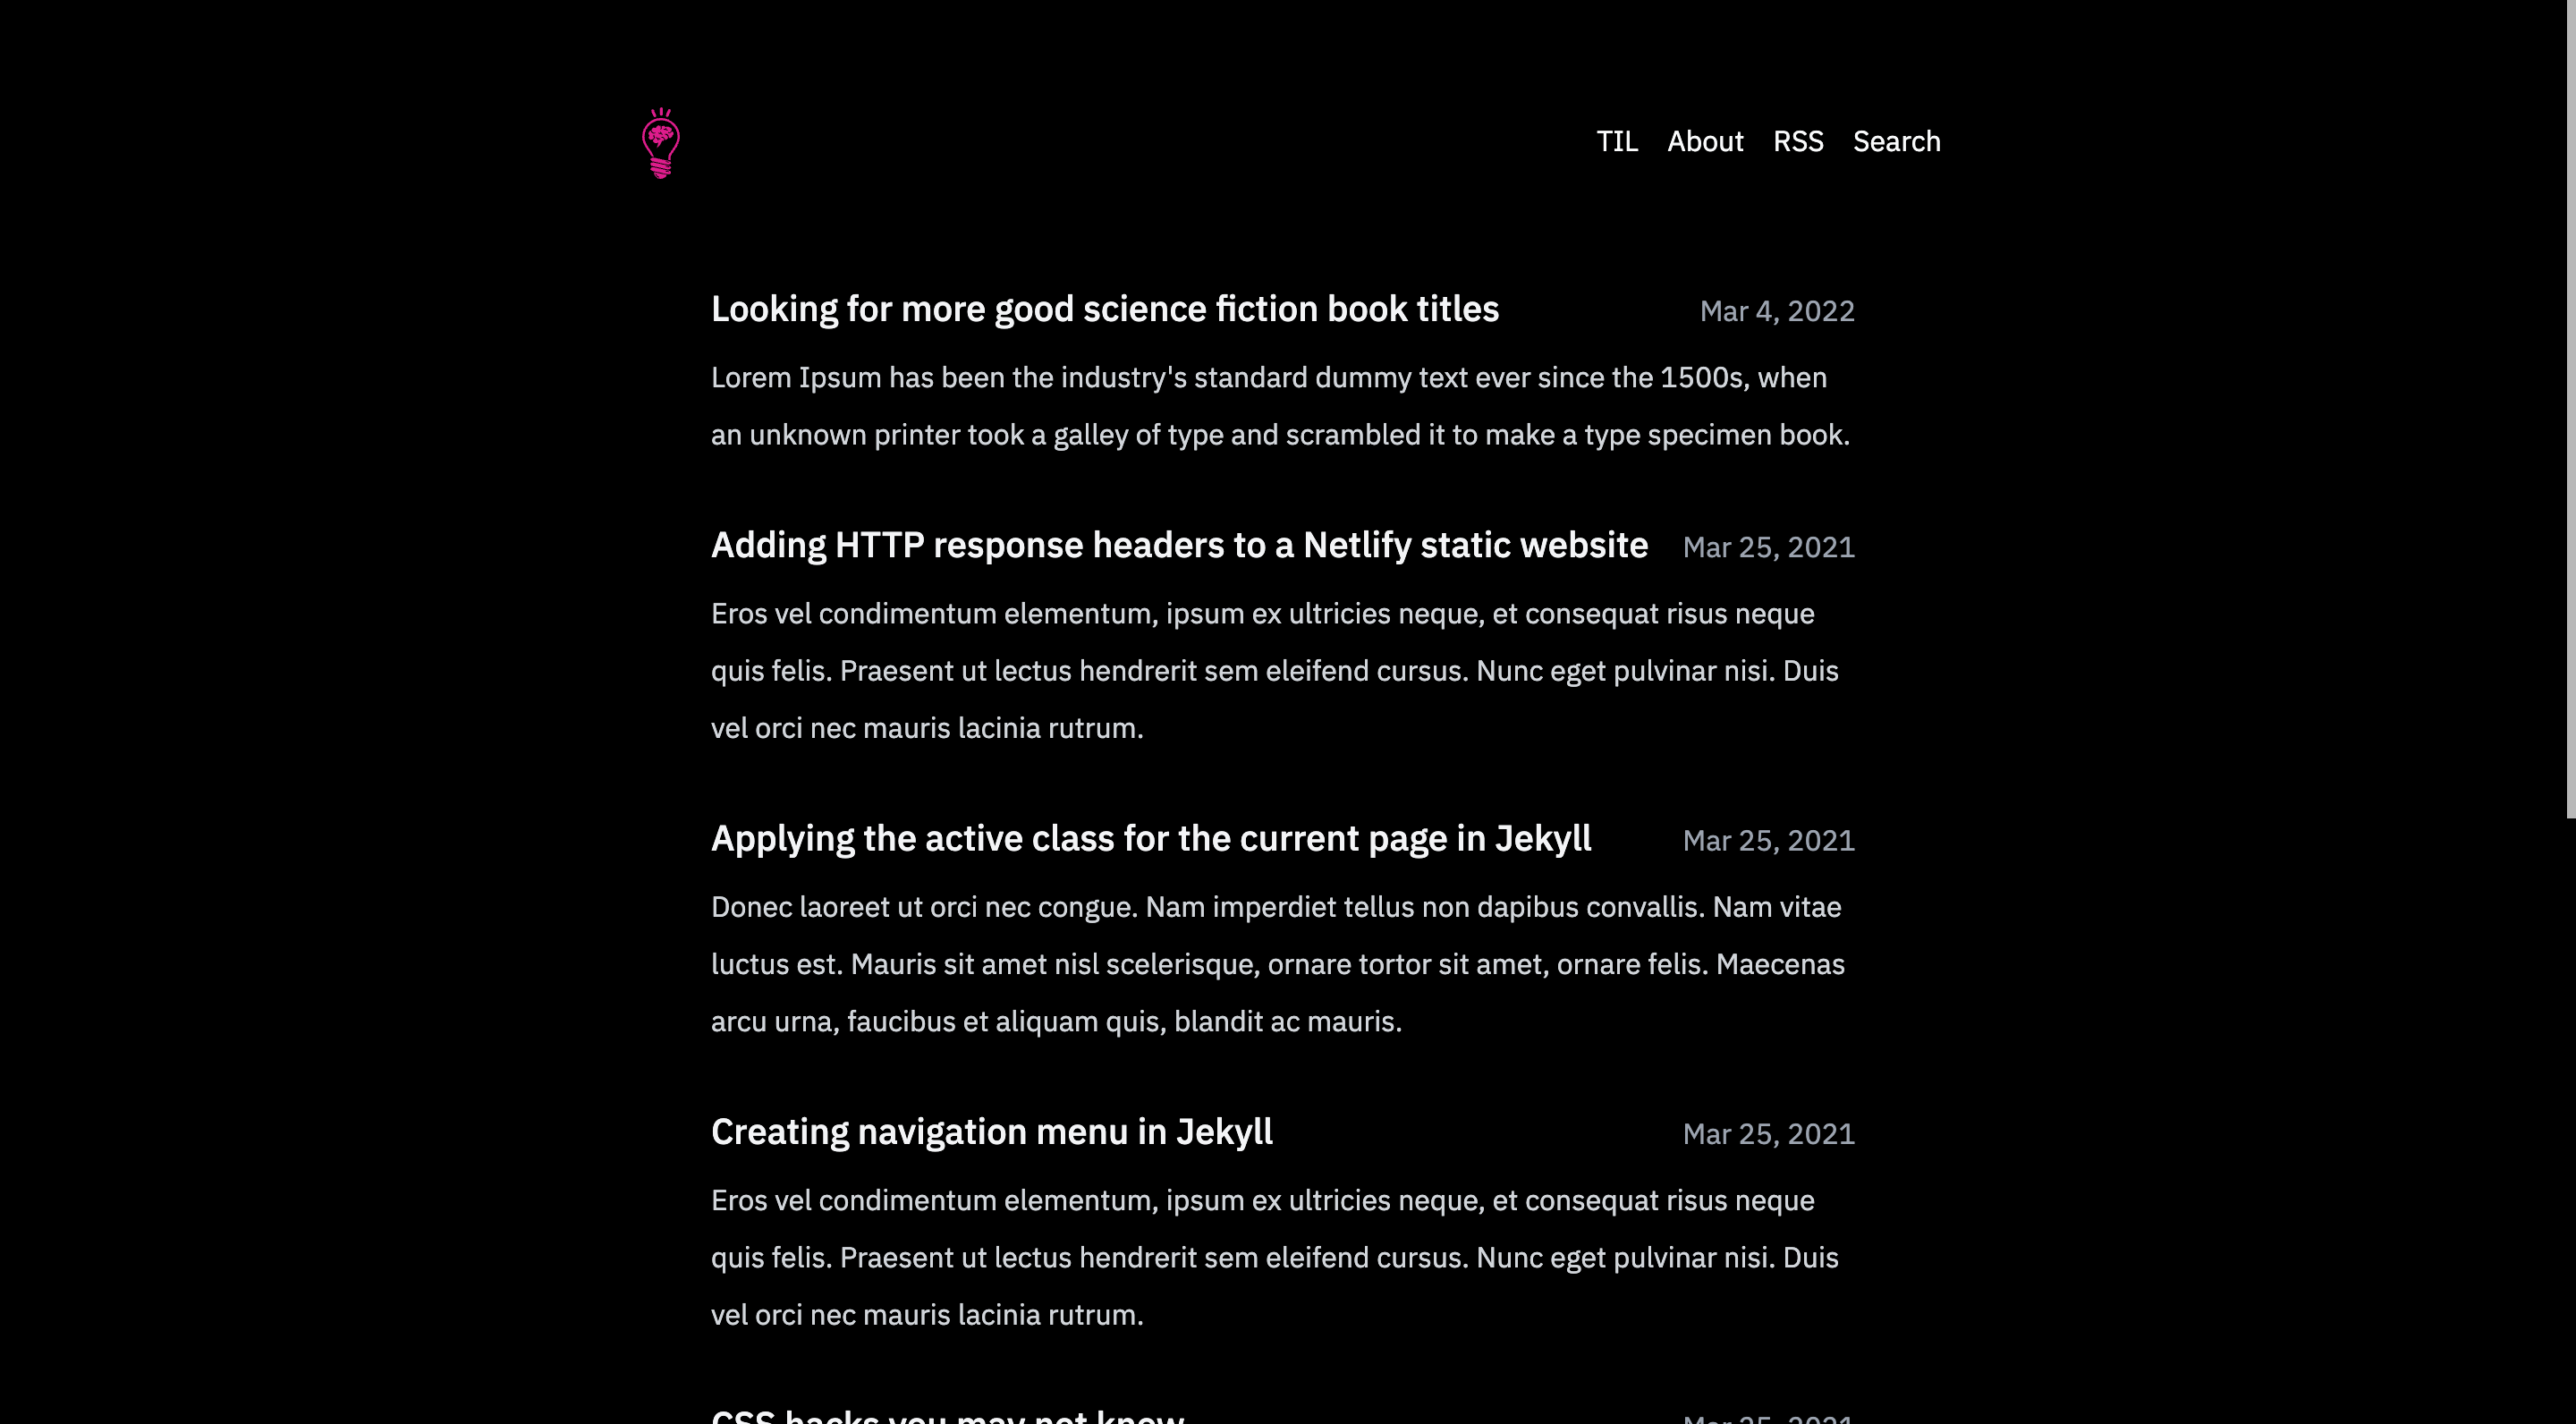 TIL About RSS Search
Looking for more good science fiction book titles Mar 4, 2022
Lorem Ipsum has been the industry's standard dummy text ever since the 1500s, when
an unknown printer took a galley of type and scrambled it to make a type specimen book.
Adding HTTP response headers to a Netlify static website Mar 25, 2021
Eros vel condimentum elementum, ipsum ex ultricies neque, et consequat risus neque
quis felis. Praesent ut lectus hendrerit sem eleifend cursus. Nunc eget pulvinar nisi. Duis
vel orci nec mauris lacinia rutrum.
Applying the active class for the current page in Jekyll Mar 25, 2021
Donec laoreet ut orci nec congue. Nam imperdiet tellus non dapibus convallis. Nam vitae
luctus est. Mauris sit amet nisl scelerisque, ornare tortor sit amet, ornare felis. Maecenas
arcu urna, faucibus et aliquam quis, blandit ac mauris.
Creating navigation menu in Jekyll Mar 25, 2021
Eros vel condimentum elementum, ipsum ex ultricies neque, et consequat risus neque
quis felis. Praesent ut lectus hendrerit sem eleifend cursus. Nunc eget pulvinar nisi. Duis
vel orci nec mauris lacinia rutrum.
CSS hacks you may not know Mar 25, 2021